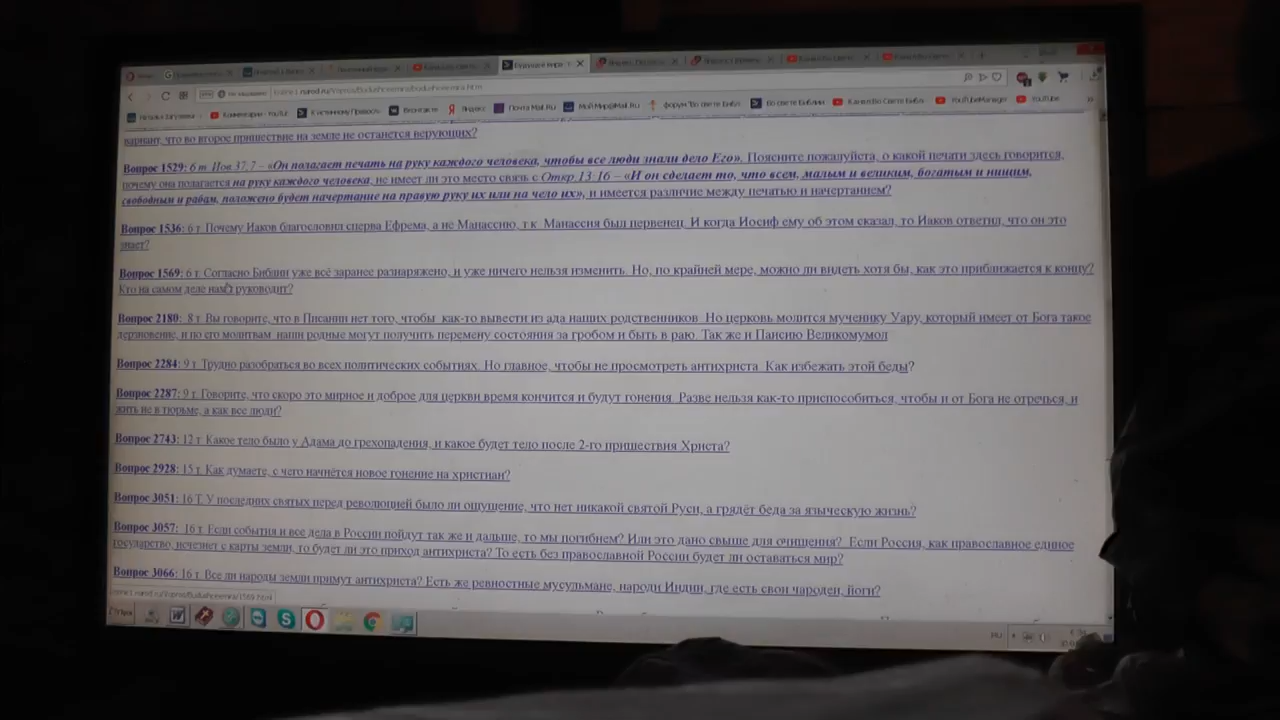 вариант, что во второе пришествие на земле не останется верующих?
Вопрос 1529: 6 т. Иов.37,7 – «Он полагает печать на руку каждого человека, чтобы все люди знали дело Его». Поясните пожалуйста, о какой печати здесь говорится,
почему она полагается на руку каждого человека, не имеет ли это место связь с Откр.13-16 – «И он сделает то, что всем, малым и великим, богатым и нищим,
свободным и рабам, положено будет начертание на правую руку их или на чело их», и имеется различие между печатью и начертанием?
Вопрос 1536: 6 т. Почему Иаков благословил сперва Ефрема, а не Манассию, т.к. Манассия был первенец. И когда Иосиф ему об этом сказал, то Иаков ответил, что он это
знает?
Вопрос 1569: 6 т. Согласно Библии уже всё заранее разнаряжено, и уже ничего нельзя изменить. Но, по крайней мере, можно ли видеть хотя бы, как это приближается к концу?
Кто на самом деле нами руководит?
Вопрос 2180: 8 т. Вы говорите, что в Писании нет того, чтобы как-то вывести из ада наших родственников. Но церковь молится мученику Уару, который имеет от Бога такое
дерзновение, и по его молитвам наши родные могут получить перемену состояния за гробом и быть в раю. Так же и Паисию Великомумол
Вопрос 2284: 9 т. Трудно разобраться во всех политических событиях. Но главное, чтобы не просмотреть антихриста. Как избежать этой беды?
Вопрос 2287: 9 т. Говорите, что скоро это мирное и доброе для церкви время кончится и будут гонения. Разве нельзя как-то приспособиться, чтобы и от Бога не отречься, и
жить не в тюрьме, а как все люди?
Вопрос 2743: 12 т. Какое тело было у Адама до грехопадения, и какое будет тело после 2-го пришествия Христа?
Вопрос 2928: 15 т. Как думаете, с чего начнётся новое гонение на христиан?
Вопрос 3051: 16 Т. У последних святых перед революцией было ли ощущение, что нет никакой святой Руси, а грядёт беда за языческую жизнь?
Вопрос 3057: 16 т. Если события и все дела в России пойдут так же и дальше, то мы погибнем? Или это дано свыше для очищения? Если Россия, как православное единое
государство, исчезнет с карты земли, то будет ли это приход антихриста? То есть без православной России будет ли оставаться мир?
Вопрос 3066: 16 т. Все ли народы земли примут антихриста? Есть же ревностные мусульмане, народы Индии, где есть свои чародеи, йоги?
RU